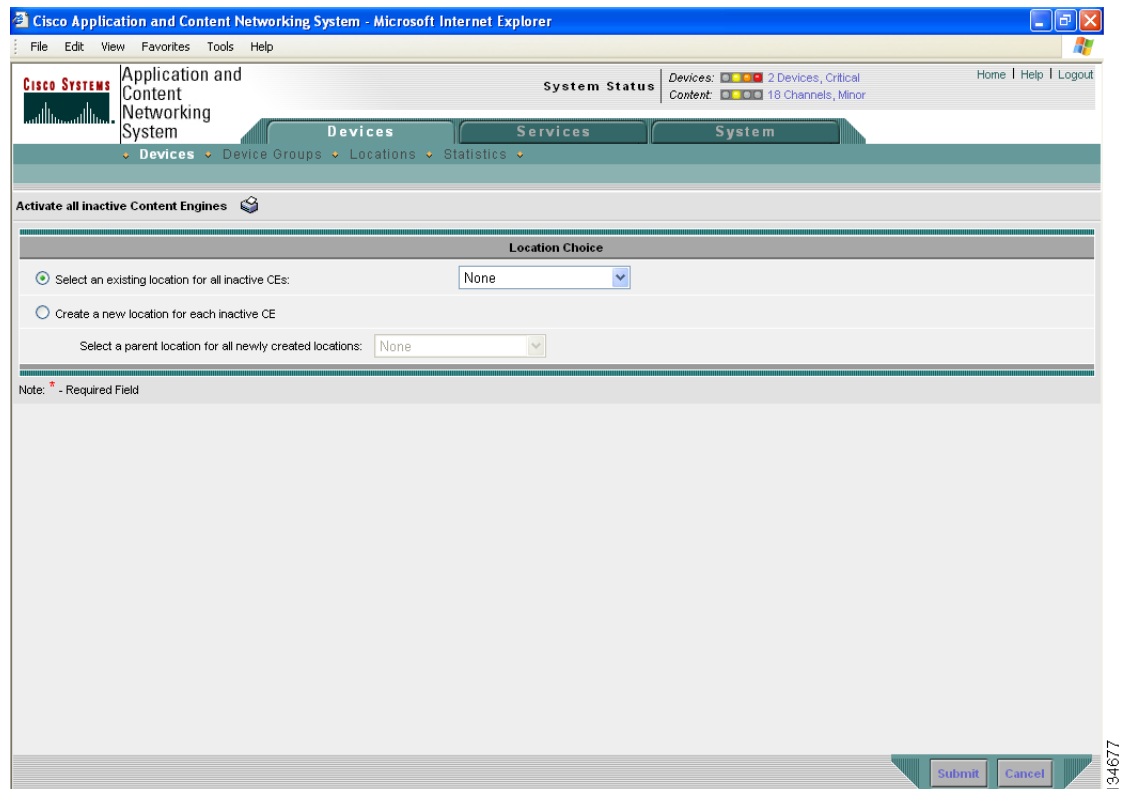 Cisco Application and Content Networking System - Microsoft Internet Explorer
File Edit View Favorites Tools Help
CISCO SYSTEMS
Application and
Content
Networking
System
System Status
Devices: 2 Devices, Critical
Content: 18 Channels, Minor
Home | Help | Logout
Devices Services System
Devices Device Groups Locations Statistics
Activate all inactive Content Engines
Location Choice
Select an existing location for all inactive CEs: None
Create a new location for each inactive CE
Select a parent location for all newly created locations: None
Note: * - Required Field
Submit Cancel
134677